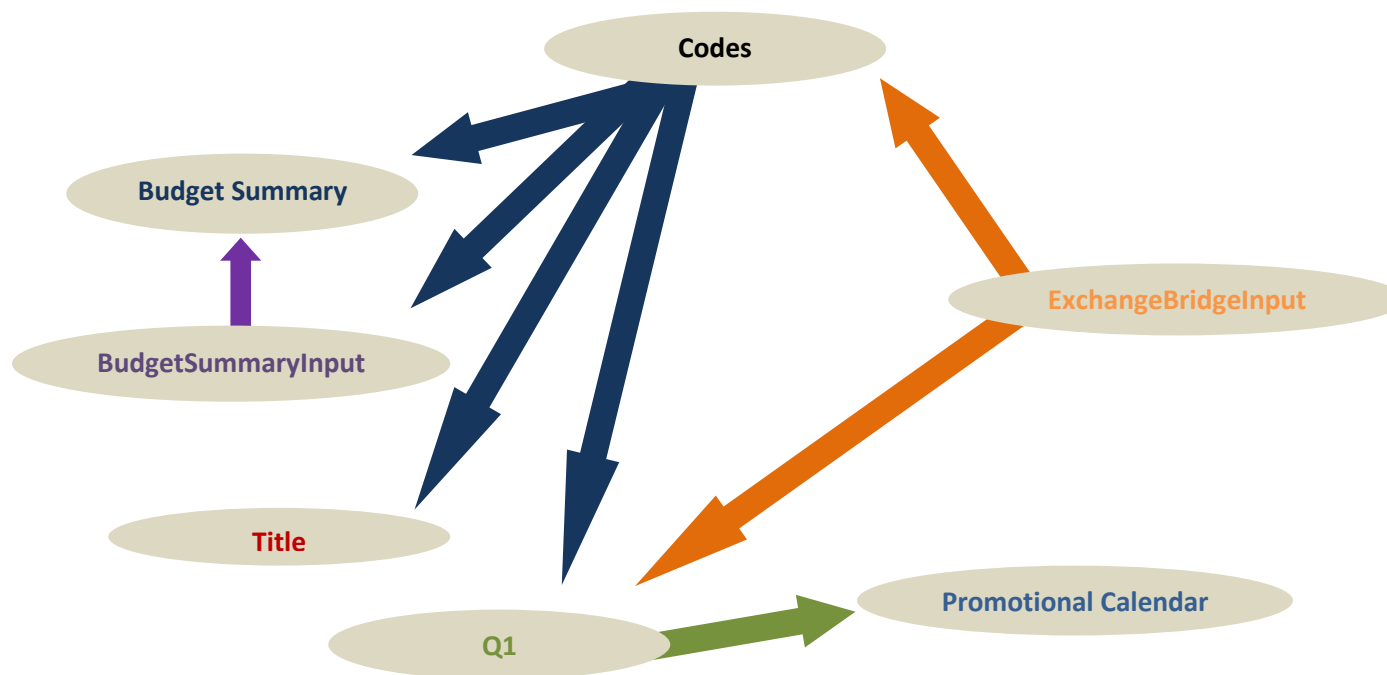 Codes
Budget Summary
ExchangeBridgeInput
BudgetSummaryInput
Title
Promotional Calendar
Q1